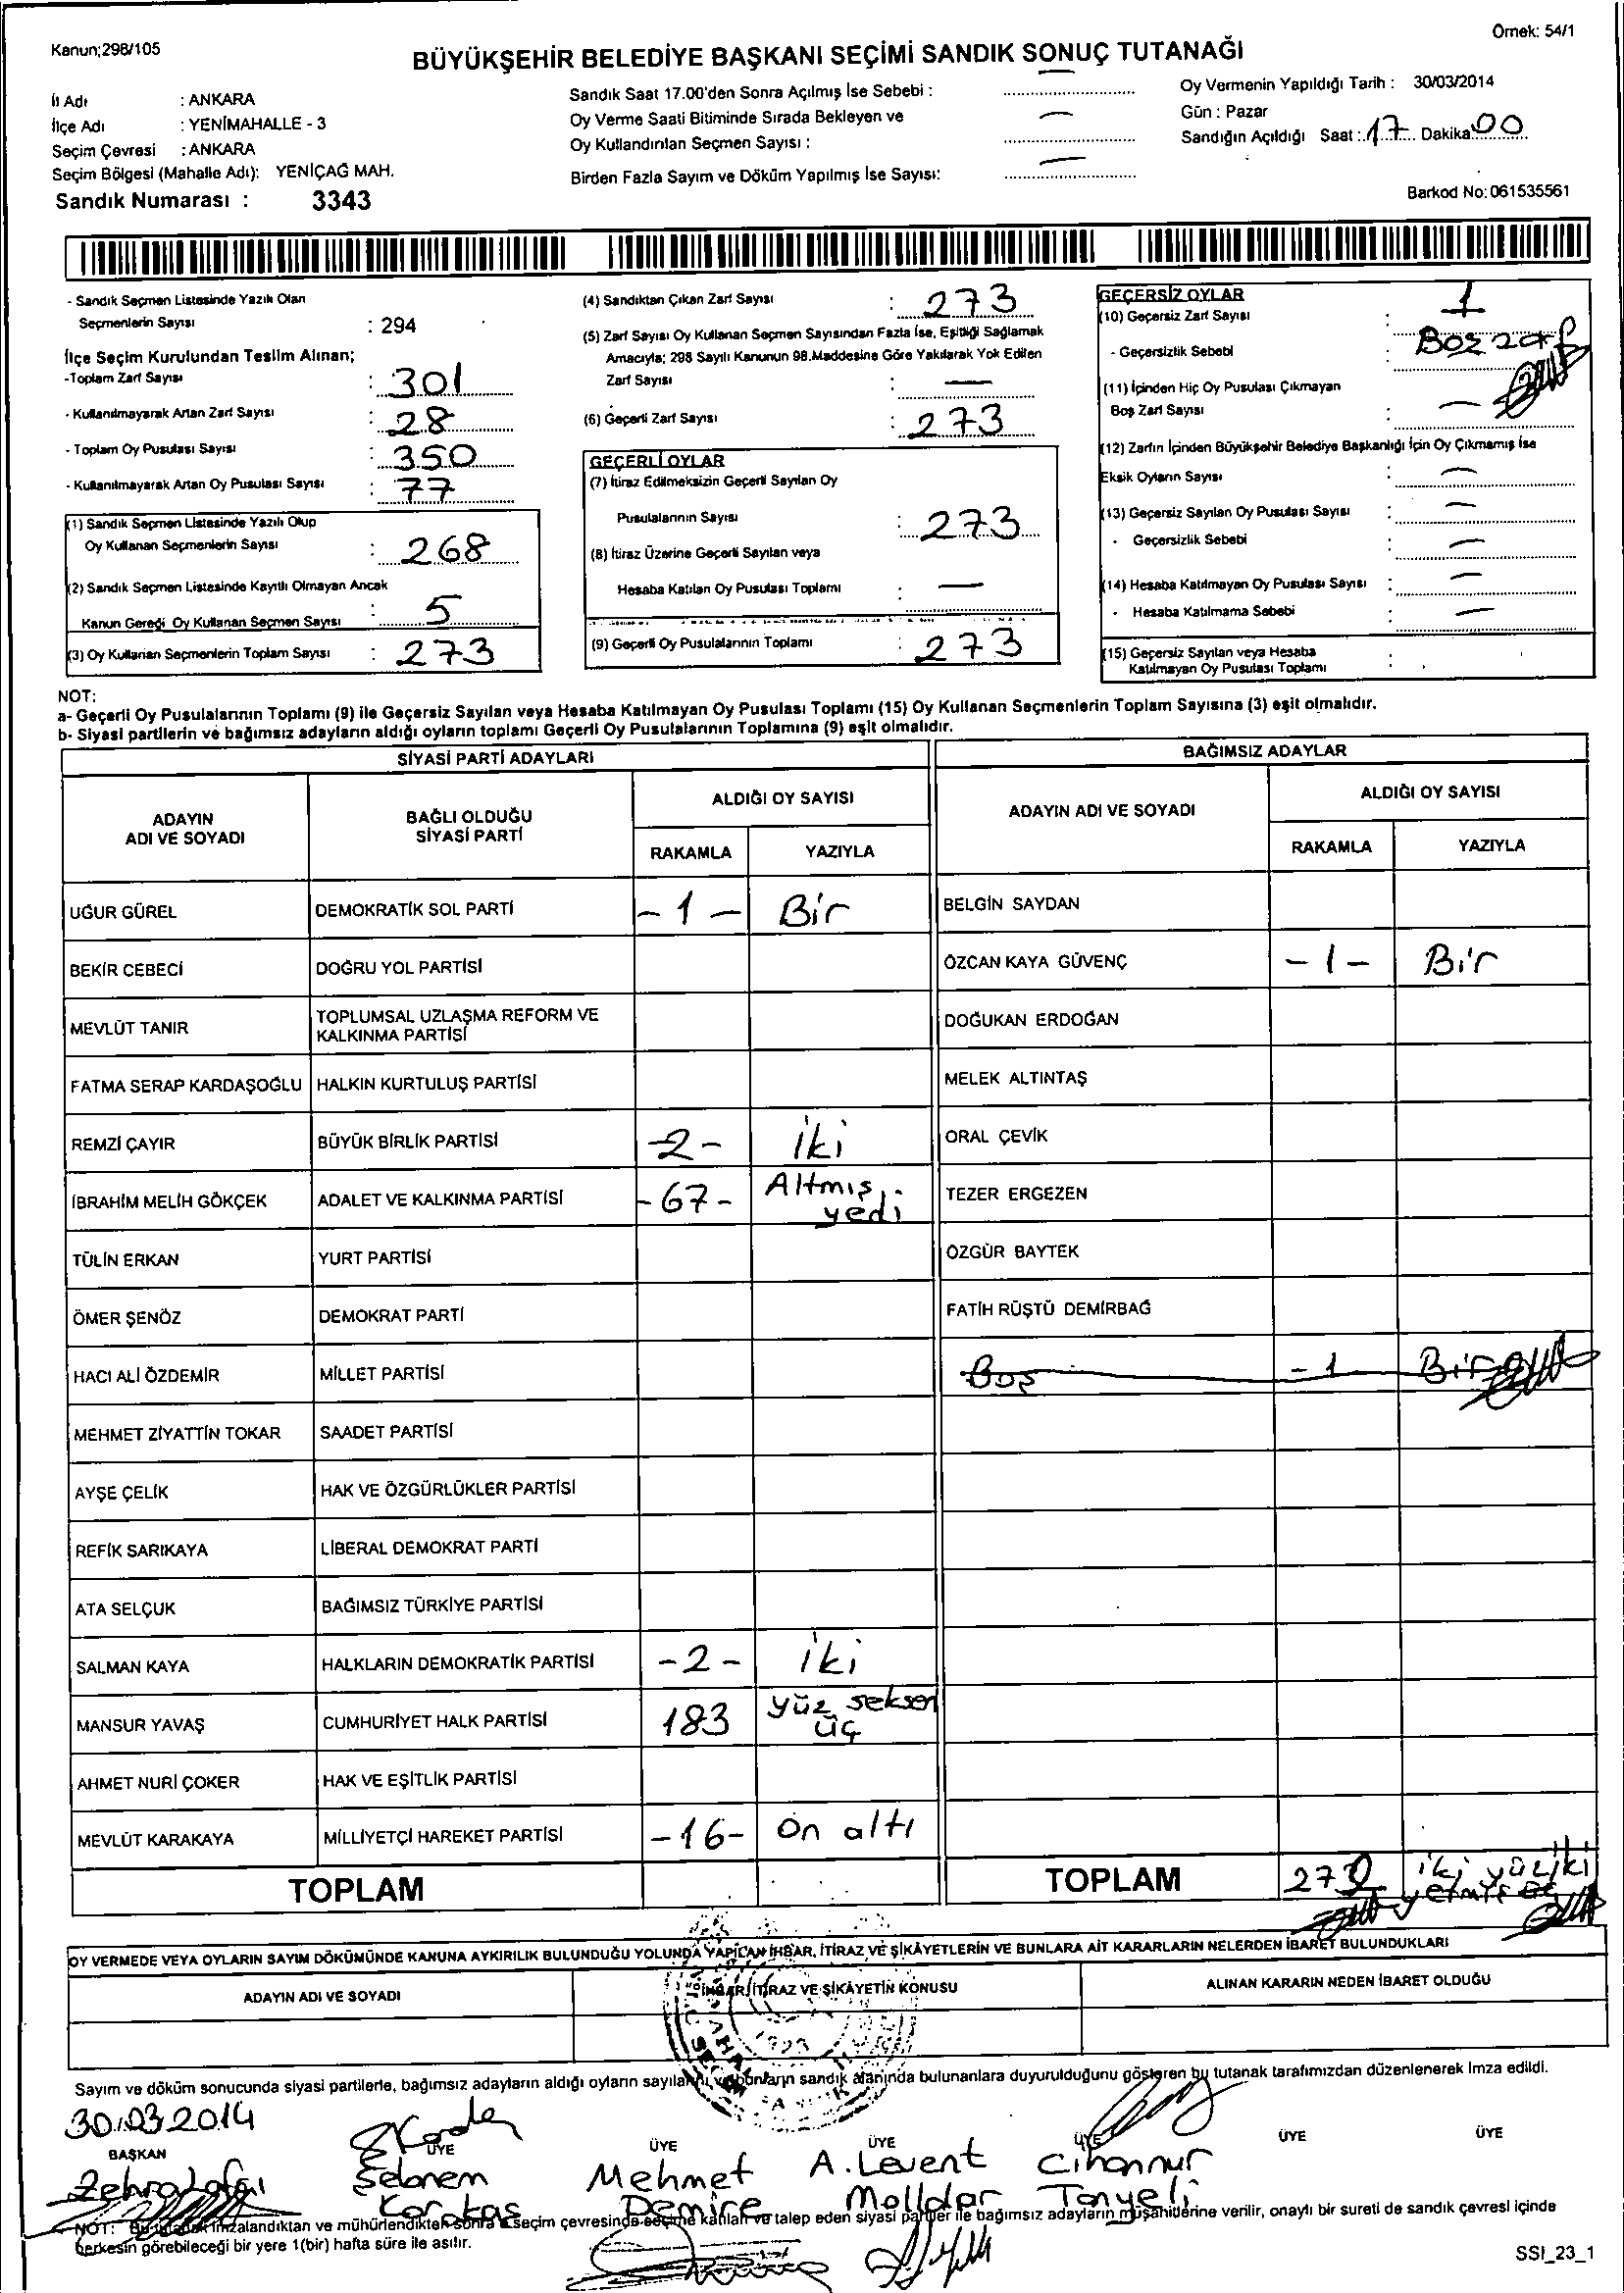 Kanun;298/105
Örnek: 54/1
BÜYÜKŞEHİR BELEDİYE BAŞKANI SEÇİMİ SANDIK SONUÇ TUTANAĞI
İl Adı : ANKARA
İlçe Adı : YENİMAHALLE - 3
Seçim Çevresi : ANKARA
Seçim Bölgesi (Mahalle Adı): YENİÇAĞ MAH.
Sandık Numarası : 3343
Sandık Saat 17.00'den Sonra Açılmış İse Sebebi : —
Oy Verme Saati Bitiminde Sırada Bekleyen ve
Oy Kullandırılan Seçmen Sayısı : —
Birden Fazla Sayım ve Döküm Yapılmış İse Sayısı: —
Oy Vermenin Yapıldığı Tarih : 30/03/2014
Gün : Pazar
Sandığın Açıldığı Saat : 17 Dakika 00
Barkod No: 061535561
- Sandık Seçmen Listesinde Yazılı Olan
Seçmenlerin Sayısı : 294
İlçe Seçim Kurulundan Teslim Alınan;
-Toplam Zarf Sayısı : 301
- Kullanılmayarak Artan Zarf Sayısı : 28
- Toplam Oy Pusulası Sayısı : 350
- Kullanılmayarak Artan Oy Pusulası Sayısı : 77
(1) Sandık Seçmen Listesinde Yazılı Olup
Oy Kullanan Seçmenlerin Sayısı : 268
(2) Sandık Seçmen Listesinde Kayıtlı Olmayan Ancak
Kanun Gereği Oy Kullanan Seçmen Sayısı : 5
(3) Oy Kullanan Seçmenlerin Toplam Sayısı : 273
(4) Sandıktan Çıkan Zarf Sayısı : 273
(5) Zarf Sayısı Oy Kullanan Seçmen Sayısından Fazla İse, Eşitliği Sağlamak
Amacıyla; 298 Sayılı Kanunun 98.Maddesine Göre Yakılarak Yok Edilen
Zarf Sayısı : —
(6) Geçerli Zarf Sayısı : 273
GEÇERLİ OYLAR
(7) İtiraz Edilmeksizin Geçerli Sayılan Oy
Pusulalarının Sayısı : 273
(8) İtiraz Üzerine Geçerli Sayılan veya
Hesaba Katılan Oy Pusulası Toplamı : —
(9) Geçerli Oy Pusulalarının Toplamı : 273
GEÇERSİZ OYLAR
(10) Geçersiz Zarf Sayısı : 1
- Geçersizlik Sebebi : Boş zarf
(11) İçinden Hiç Oy Pusulası Çıkmayan
Boş Zarf Sayısı : —
(12) Zarfın İçinden Büyükşehir Belediye Başkanlığı İçin Oy Çıkmamış İse
Eksik Oyların Sayısı : —
(13) Geçersiz Sayılan Oy Pusulası Sayısı : —
- Geçersizlik Sebebi : —
(14) Hesaba Katılmayan Oy Pusulası Sayısı : —
- Hesaba Katılmama Sebebi : —
(15) Geçersiz Sayılan veya Hesaba
Katılmayan Oy Pusulası Toplamı :
NOT:
a- Geçerli Oy Pusulalarının Toplamı (9) ile Geçersiz Sayılan veya Hesaba Katılmayan Oy Pusulası Toplamı (15) Oy Kullanan Seçmenlerin Toplam Sayısına (3) eşit olmalıdır.
b- Siyasi partilerin ve bağımsız adayların aldığı oyların toplamı Geçerli Oy Pusulalarının Toplamına (9) eşit olmalıdır.
SİYASİ PARTİ ADAYLARI
ADAYIN ADI VE SOYADI
BAĞLI OLDUĞU SİYASİ PARTİ
ALDIĞI OY SAYISI
RAKAMLA YAZIYLA
UĞUR GÜREL DEMOKRATİK SOL PARTİ - 1 - Bir
BEKİR CEBECİ DOĞRU YOL PARTİSİ
MEVLÜT TANIR TOPLUMSAL UZLAŞMA REFORM VE
KALKINMA PARTİSİ
FATMA SERAP KARDAŞOĞLU HALKIN KURTULUŞ PARTİSİ
REMZİ ÇAYIR BÜYÜK BİRLİK PARTİSİ -2- iki
İBRAHİM MELİH GÖKÇEK ADALET VE KALKINMA PARTİSİ -67- Altmış yedi
TÜLİN ERKAN YURT PARTİSİ
ÖMER ŞENÖZ DEMOKRAT PARTİ
HACI ALİ ÖZDEMİR MİLLET PARTİSİ
MEHMET ZİYATTİN TOKAR SAADET PARTİSİ
AYŞE ÇELİK HAK VE ÖZGÜRLÜKLER PARTİSİ
REFİK SARIKAYA LİBERAL DEMOKRAT PARTİ
ATA SELÇUK BAĞIMSIZ TÜRKİYE PARTİSİ
SALMAN KAYA HALKLARIN DEMOKRATİK PARTİSİ -2- iki
MANSUR YAVAŞ CUMHURİYET HALK PARTİSİ 183 yüz seksen üç
AHMET NURİ ÇOKER HAK VE EŞİTLİK PARTİSİ
MEVLÜT KARAKAYA MİLLİYETÇİ HAREKET PARTİSİ -16- On altı
TOPLAM
BAĞIMSIZ ADAYLAR
ADAYIN ADI VE SOYADI
ALDIĞI OY SAYISI
RAKAMLA YAZIYLA
BELGİN SAYDAN
ÖZCAN KAYA GÜVENÇ -1- Bir
DOĞUKAN ERDOĞAN
MELEK ALTINTAŞ
ORAL ÇEVİK
TEZER ERGEZEN
ÖZGÜR BAYTEK
FATİH RÜŞTÜ DEMİRBAĞ
Boş -1 Bir
TOPLAM 272 iki yüz iki
yetmiş
OY VERMEDE VEYA OYLARIN SAYIM DÖKÜMÜNDE KANUNA AYKIRILIK BULUNDUĞU YOLUNDA YAPILAN İHBAR, İTİRAZ VE ŞİKÂYETLERİN VE BUNLARA AİT KARARLARIN NELERDEN İBARET BULUNDUKLARI
ADAYIN ADI VE SOYADI
İHBAR, İTİRAZ VE ŞİKÂYETİN KONUSU
ALINAN KARARIN NEDEN İBARET OLDUĞU
Sayım ve döküm sonucunda siyasi partilerle, bağımsız adayların aldığı oyların sayılarını ve bunların sandık alanında bulunanlara duyurulduğunu gösteren bu tutanak tarafımızdan düzenlenerek İmza edildi.
30.03.2014
BAŞKAN ÜYE ÜYE ÜYE ÜYE ÜYE ÜYE
Zehra
Şebnem Karakaş
Mehmet Demire
A. Levent Molldar
Cihannur Tanyeli
NOT: Bu tutanak imzalandıktan ve mühürlendikten sonra seçim çevresinde seçime katılan ve talep eden siyasi partiler ile bağımsız adayların müşahitlerine verilir, onaylı bir sureti de sandık çevresi içinde
herkesin görebileceği bir yere 1(bir) hafta süre ile asılır.
SSI_23_1